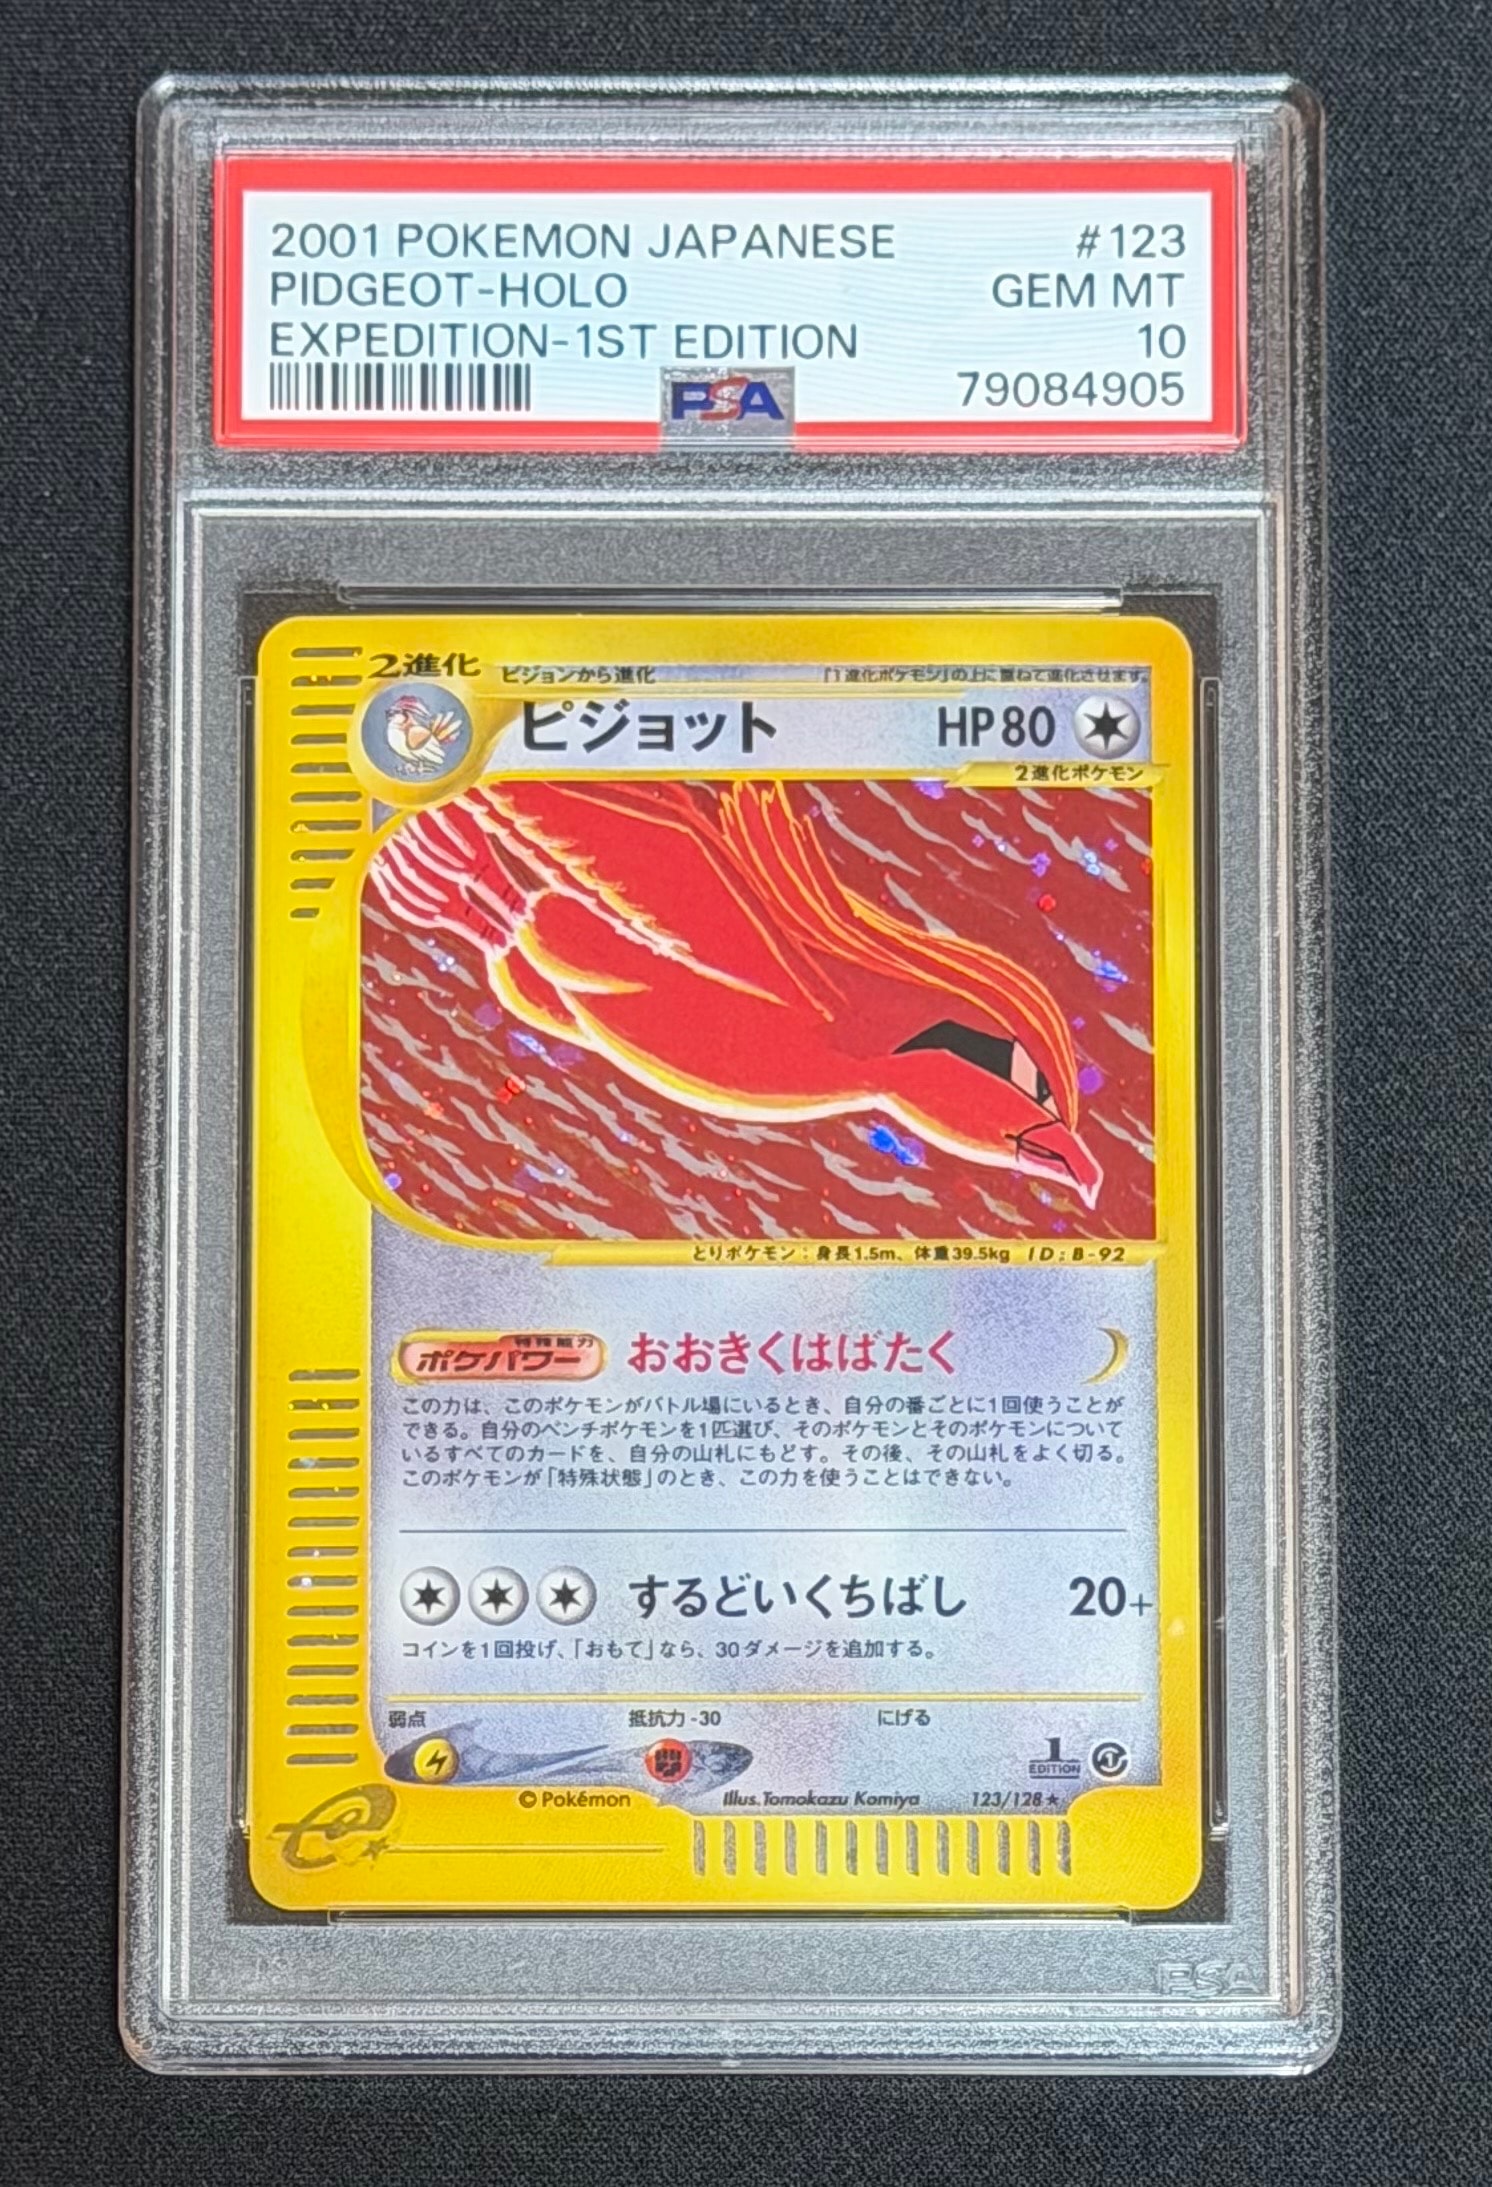 2001 POKEMON JAPANESE #123
PIDGEOT-HOLO GEM MT
EXPEDITION-1ST EDITION 10
PSA 79084905
2進化 ピジョンから進化 「1進化ポケモン」の上に重ねて進化させます。
ピジョット HP80
2進化ポケモン
とりポケモン：身長1.5m、体重39.5kg ID：B-92
特殊能力
ポケパワー おおきくはばたく
この力は、このポケモンがバトル場にいるとき、自分の番ごとに1回使うことが
できる。自分のベンチポケモンを1匹選び、そのポケモンとそのポケモンについて
いるすべてのカードを、自分の山札にもどす。その後、その山札をよく切る。
このポケモンが「特殊状態」のとき、この力を使うことはできない。
するどいくちばし 20+
コインを1回投げ、「おもて」なら、30ダメージを追加する。
弱点 抵抗力-30 にげる
1 EDITION
©Pokémon Illus. Tomokazu Komiya 123/128★
e
PSA